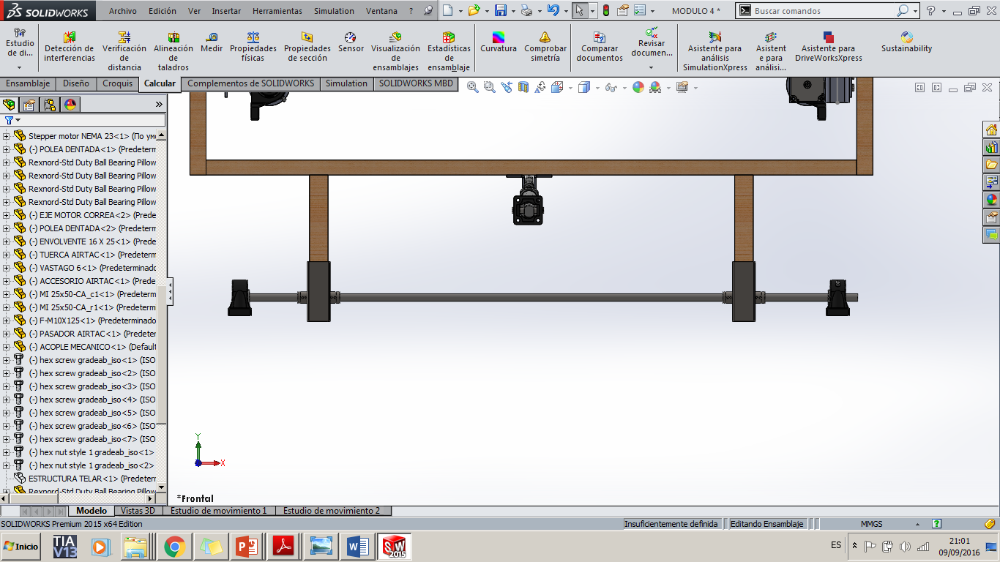 SOLIDWORKS
Archivo Edición Ver Insertar Herramientas Simulation Ventana ?
MODULO 4 *
Buscar comandos
Estudio de di...
Detección de interferencias
Verificación de distancia
Alineación de taladros
Medir
Propiedades físicas
Propiedades de sección
Sensor
Visualización de ensamblajes
Estadísticas de ensamblaje
Curvatura
Comprobar simetría
Comparar documentos
Revisar documen...
Asistente para análisis SimulationXpress
Asistent e para análisi...
Asistente para DriveWorksXpress
Sustainability
Ensamblaje Diseño Croquis Calcular Complementos de SOLIDWORKS Simulation SOLIDWORKS MBD
Stepper motor NEMA 23<1> (По умо
(-) POLEA DENTADA<1> (Predeterm
Rexnord-Std Duty Ball Bearing Pillow
Rexnord-Std Duty Ball Bearing Pillow
Rexnord-Std Duty Ball Bearing Pillow
Rexnord-Std Duty Ball Bearing Pillow
(-) EJE MOTOR CORREA<2> (Prede
(-) POLEA DENTADA<2> (Predeterm
(-) ENVOLVENTE 16 X 25<1> (Prede
(-) TUERCA AIRTAC<1> (Predeterm
(-) VASTAGO 6<1> (Predeterminado
(-) ACCESORIO AIRTAC<1> (Prede
(-) MI 25x50-CA_c1<1> (Predeterm
(-) MI 25x50-CA_r1<1> (Predeterm
(-) F-M10X125<1> (Predeterminado
(-) PASADOR AIRTAC<1> (Predeter
(-) ACOPLE MECANICO<1> (Default
(-) hex screw gradeab_iso<1> (ISO
(-) hex screw gradeab_iso<2> (ISO
(-) hex screw gradeab_iso<3> (ISO
(-) hex screw gradeab_iso<4> (ISO
(-) hex screw gradeab_iso<5> (ISO
(-) hex screw gradeab_iso<6> (ISO
(-) hex screw gradeab_iso<7> (ISO
(-) hex nut style 1 gradeab_iso<1>
(-) hex nut style 1 gradeab_iso<2>
ESTRUCTURA TELAR<1> (Predeterm
Rexnord-Std Duty Ball Bearing Pillow
Y
X
*Frontal
Modelo Vistas 3D Estudio de movimiento 1 Estudio de movimiento 2
SOLIDWORKS Premium 2015 x64 Edition
Insuficientemente definida Editando Ensamblaje MMGS
Inicio
TIA V13
SW 2015
ES
21:01
09/09/2016